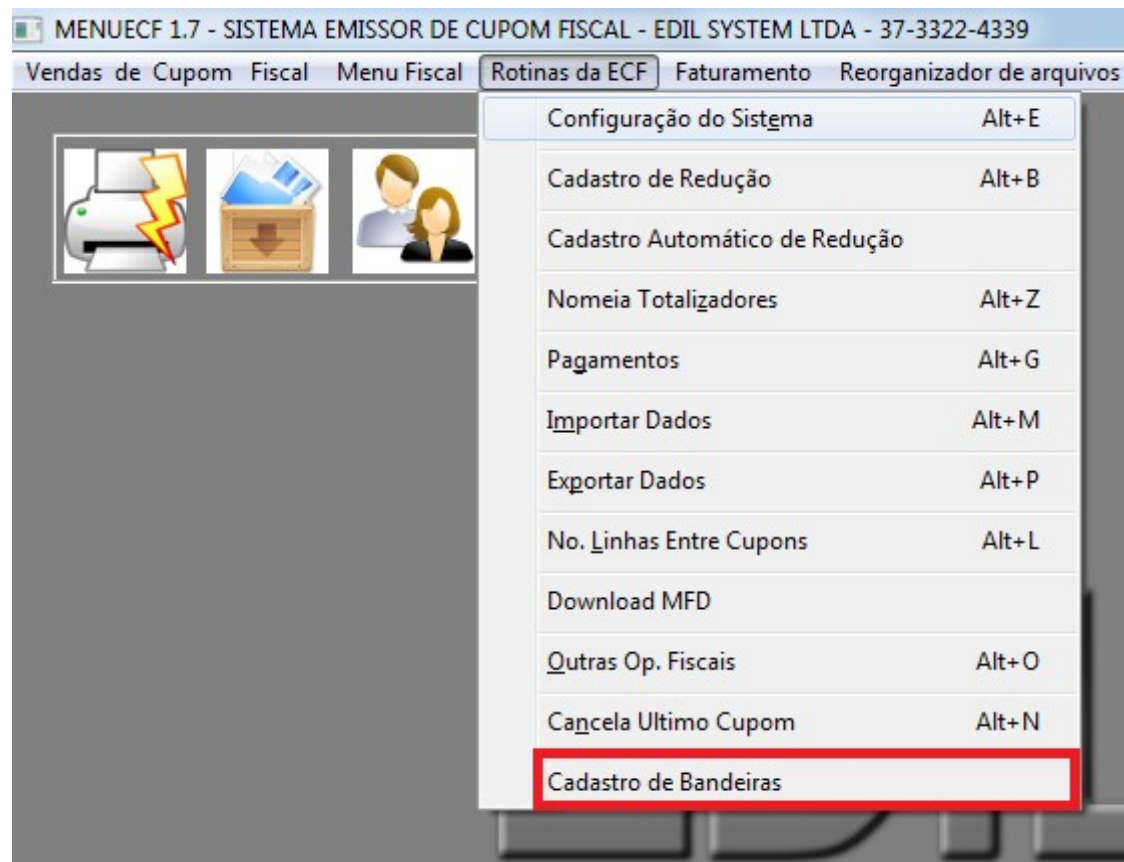 MENUECF 1.7 - SISTEMA EMISSOR DE CUPOM FISCAL - EDIL SYSTEM LTDA - 37-3322-4339
Vendas de Cupom Fiscal Menu Fiscal Rotinas da ECF Faturamento Reorganizador de arquivos
Configuração do Sistema Alt+E
Cadastro de Redução Alt+B
Cadastro Automático de Redução
Nomeia Totalizadores Alt+Z
Pagamentos Alt+G
Importar Dados Alt+M
Exportar Dados Alt+P
No. Linhas Entre Cupons Alt+L
Download MFD
Outras Op. Fiscais Alt+O
Cancela Ultimo Cupom Alt+N
Cadastro de Bandeiras